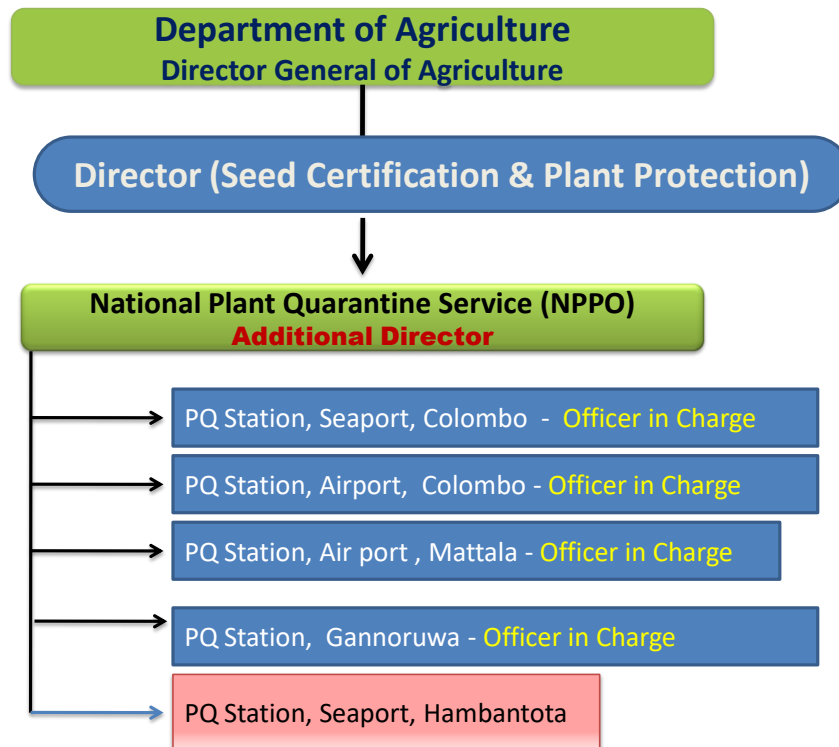 Department of Agriculture
Director General of Agriculture
Director (Seed Certification & Plant Protection)
National Plant Quarantine Service (NPPO)
Additional Director
PQ Station, Seaport, Colombo - Officer in Charge
PQ Station, Airport, Colombo - Officer in Charge
PQ Station, Air port , Mattala - Officer in Charge
PQ Station, Gannoruwa - Officer in Charge
PQ Station, Seaport, Hambantota